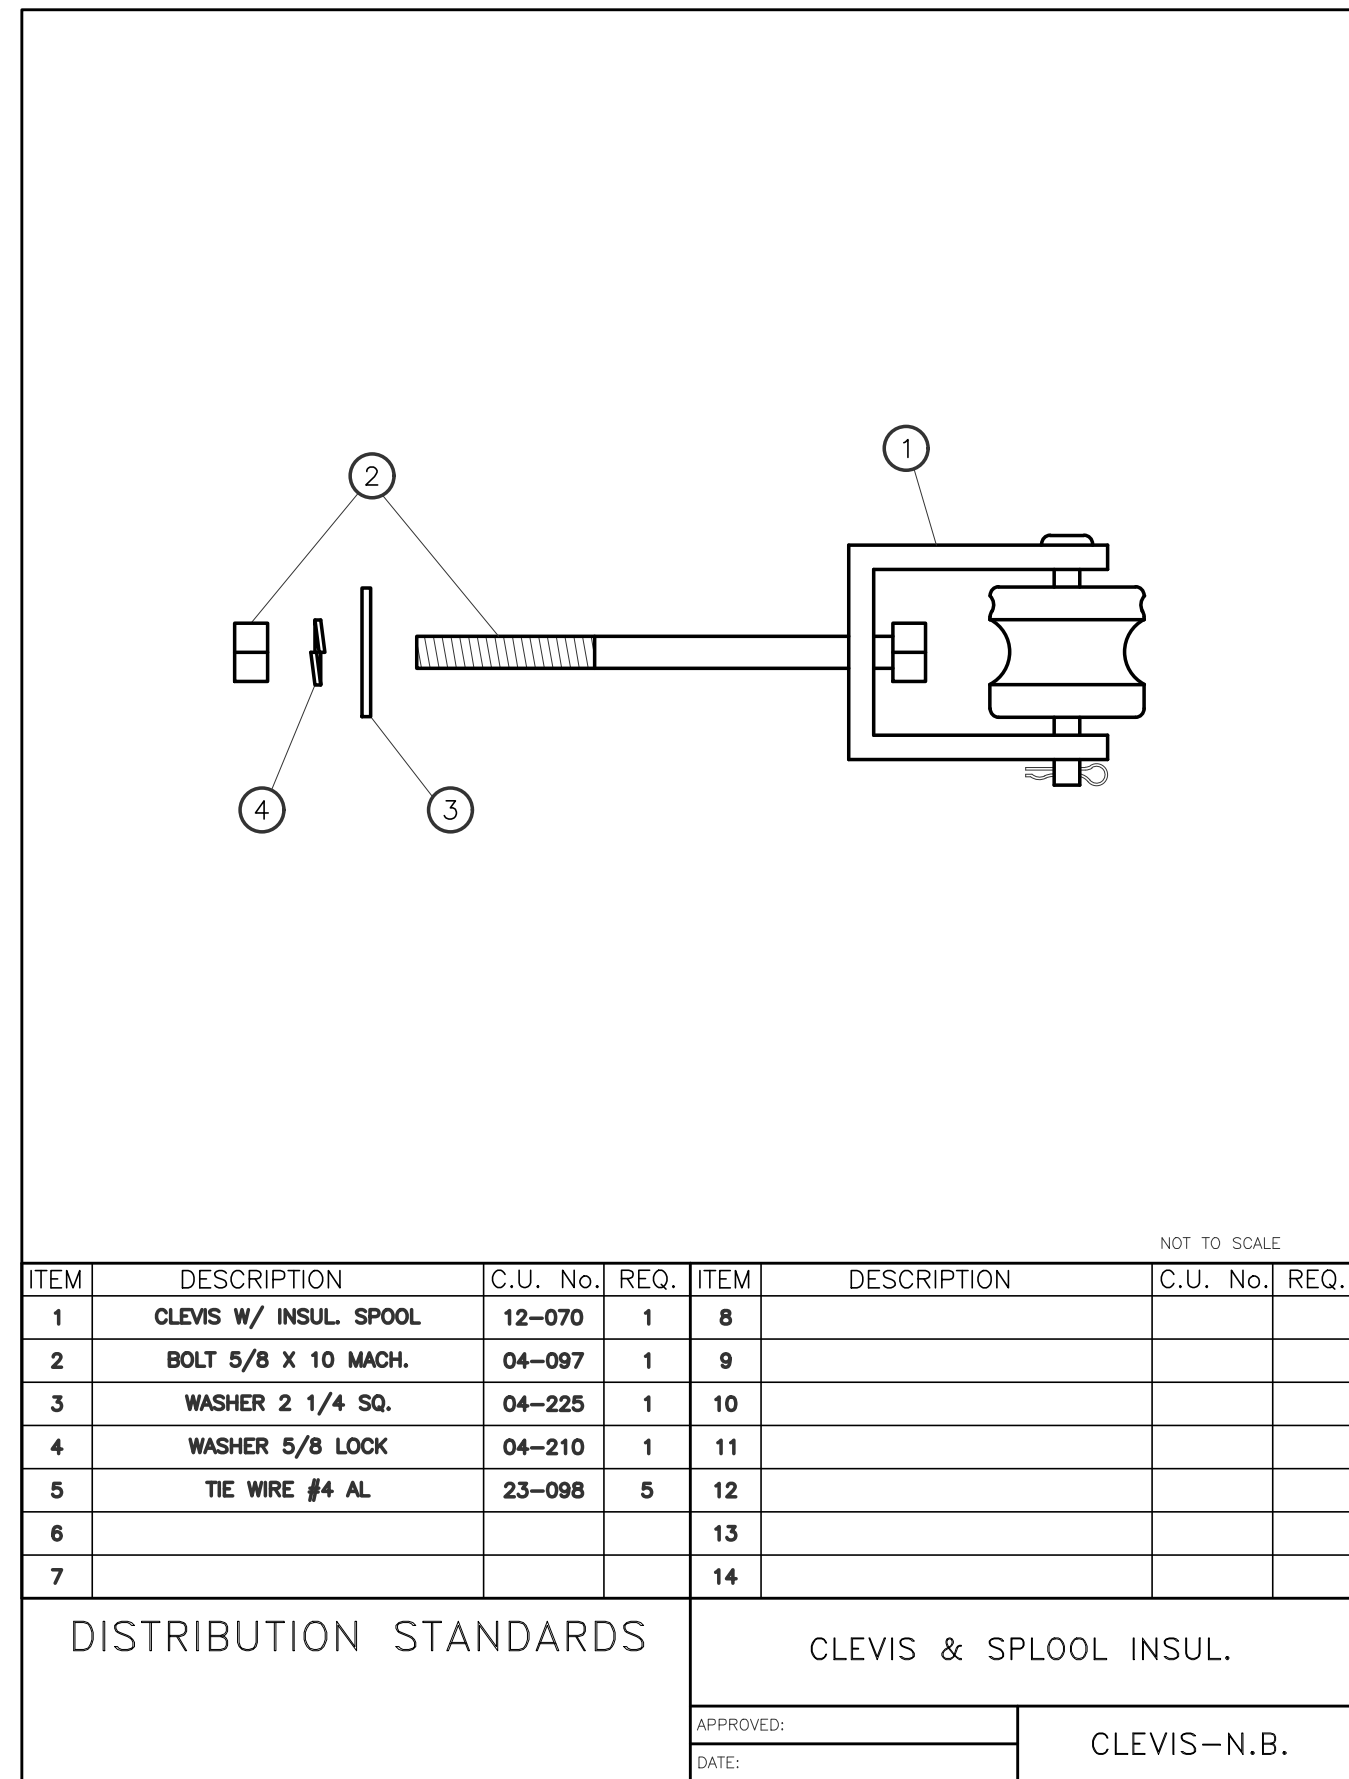 1
2
4
3
NOT TO SCALE
ITEM DESCRIPTION C.U. No. REQ. ITEM DESCRIPTION C.U. No. REQ.
1 CLEVIS W/ INSUL. SPOOL 12-070 1 8
2 BOLT 5/8 X 10 MACH. 04-097 1 9
3 WASHER 2 1/4 SQ. 04-225 1 10
4 WASHER 5/8 LOCK 04-210 1 11
5 TIE WIRE #4 AL 23-098 5 12
6 13
7 14
DISTRIBUTION STANDARDS
CLEVIS & SPLOOL INSUL.
APPROVED:
DATE:
CLEVIS-N.B.